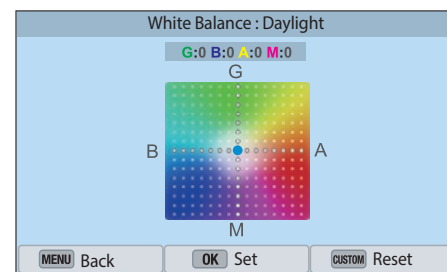 White Balance : Daylight
G:0 B:0 A:0 M:0
G
B A
M
MENU Back OK Set CUSTOM Reset